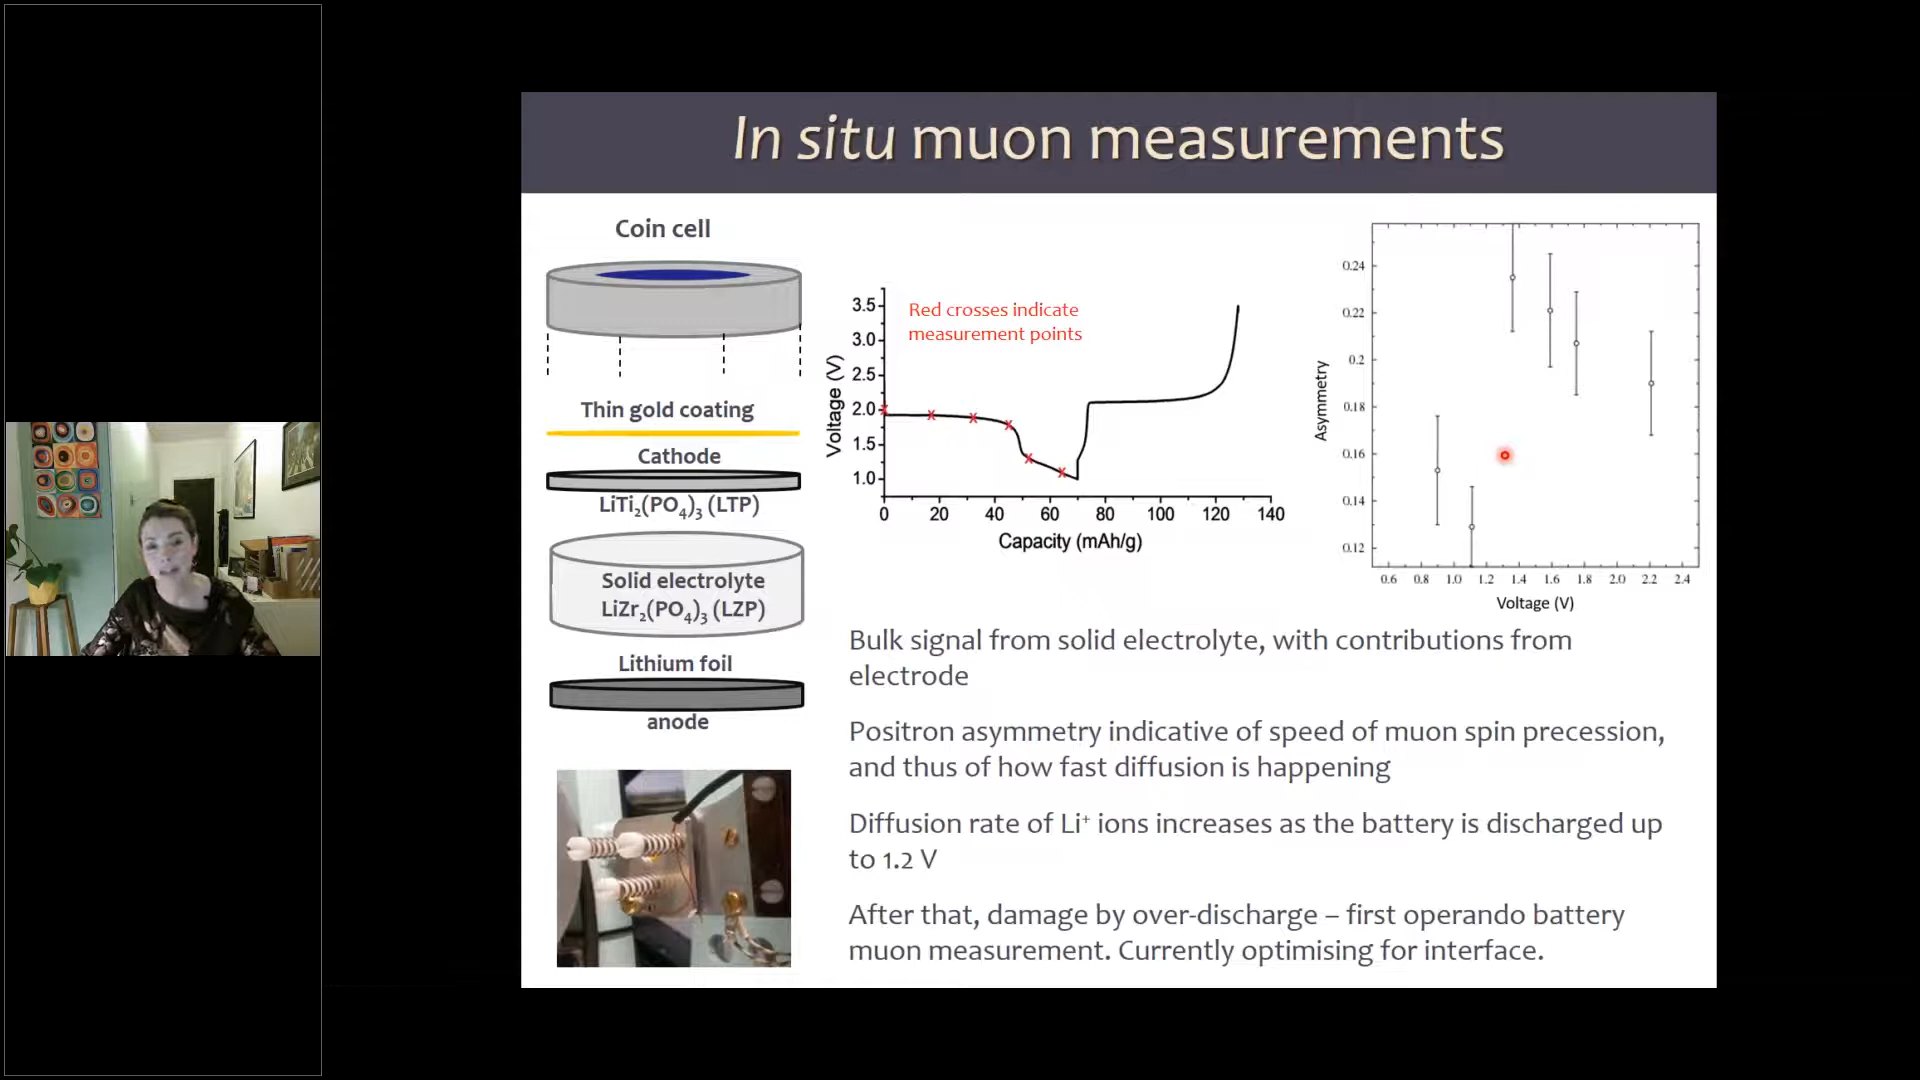 In situ muon measurements
Coin cell
Thin gold coating
Cathode
LiTi₂(PO₄)₃ (LTP)
Solid electrolyte
LiZr₂(PO₄)₃ (LZP)
Lithium foil
anode
Red crosses indicate
measurement points
Voltage (V)
3.5
3.0
2.5
2.0
1.5
1.0
0 20 40 60 80 100 120 140
Capacity (mAh/g)
Asymmetry
0.24
0.22
0.2
0.18
0.16
0.14
0.12
0.6 0.8 1.0 1.2 1.4 1.6 1.8 2.0 2.2 2.4
Voltage (V)
Bulk signal from solid electrolyte, with contributions from
electrode
Positron asymmetry indicative of speed of muon spin precession,
and thus of how fast diffusion is happening
Diffusion rate of Li⁺ ions increases as the battery is discharged up
to 1.2 V
After that, damage by over-discharge – first operando battery
muon measurement. Currently optimising for interface.